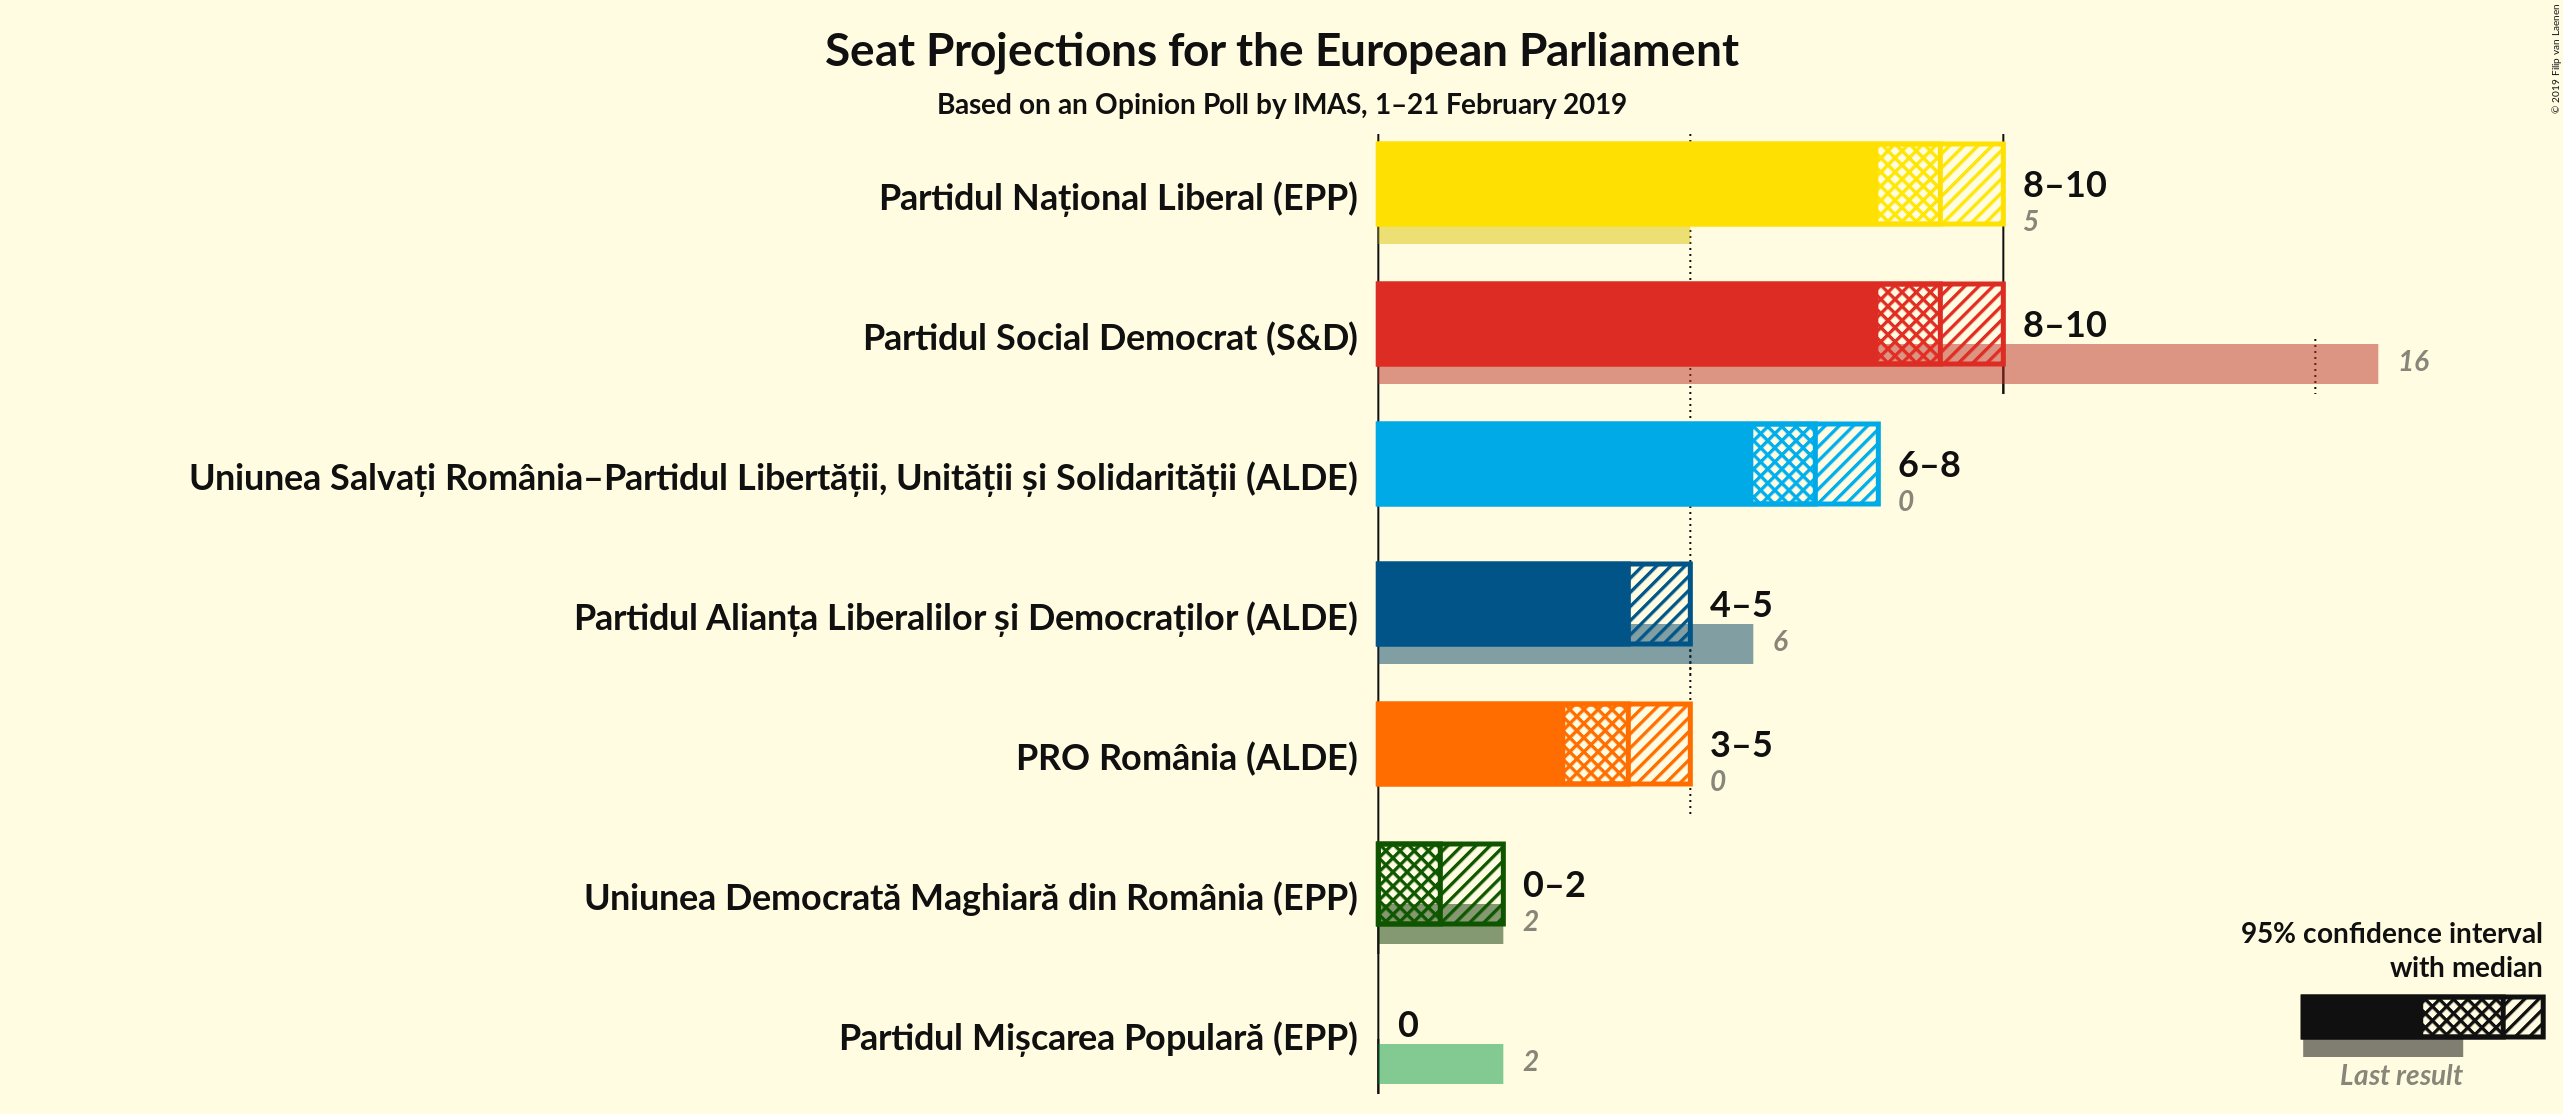 Seat Projections for the European Parliament
Based on an Opinion Poll by IMAS, 1–21 February 2019
© 2019 Filip van Laenen
Partidul Național Liberal (EPP)
8–10
5
Partidul Social Democrat (S&D)
8–10
16
Uniunea Salvați România–Partidul Libertății, Unității și Solidarității (ALDE)
6–8
0
Partidul Alianța Liberalilor și Democraților (ALDE)
4–5
6
PRO România (ALDE)
3–5
0
Uniunea Democrată Maghiară din România (EPP)
0–2
2
Partidul Mișcarea Populară (EPP)
0
2
95% confidence interval
with median
Last result